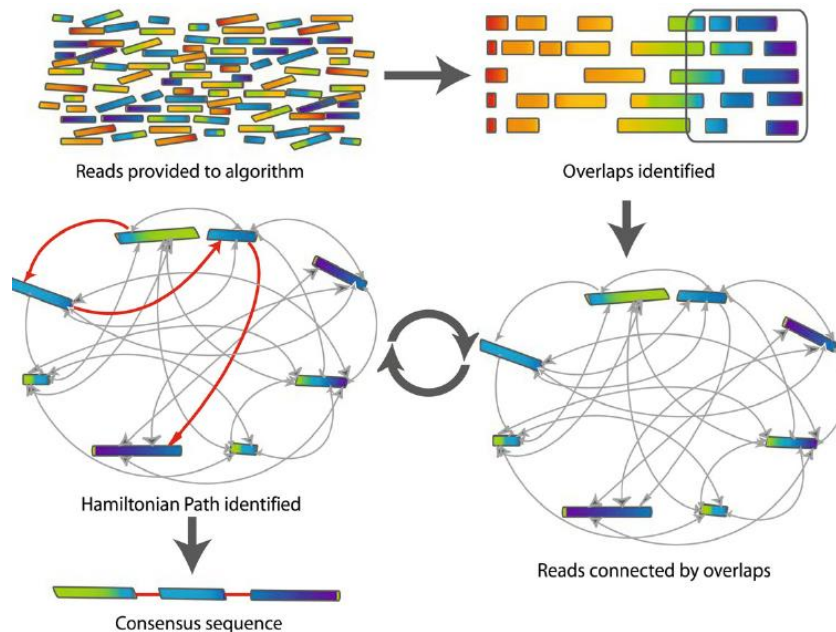 Reads provided to algorithm
Overlaps identified
Hamiltonian Path identified
Reads connected by overlaps
Consensus sequence